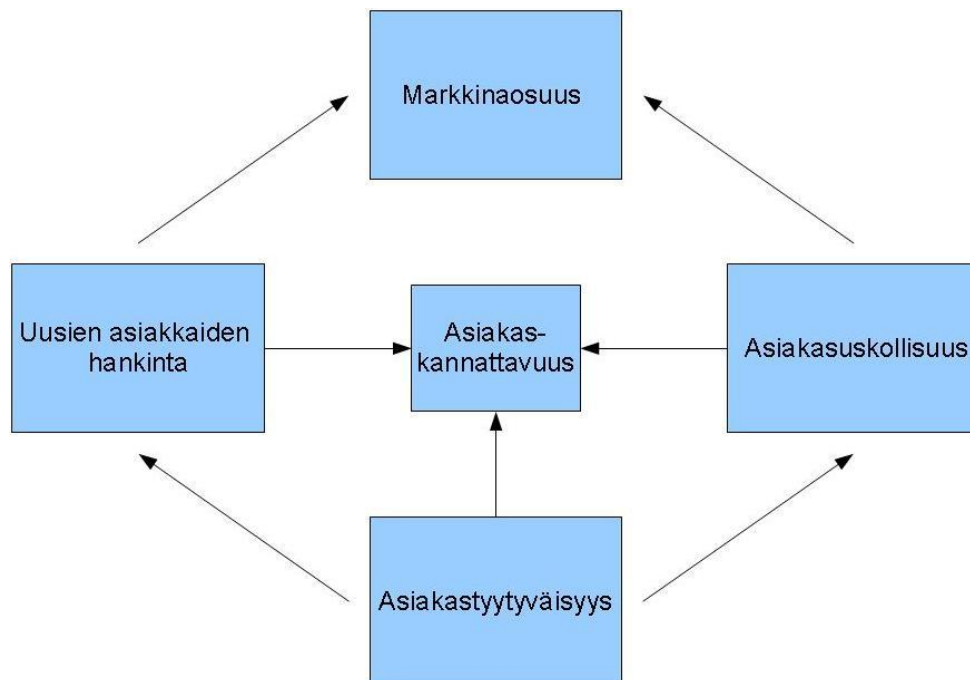 Markkinaosuus
Uusien asiakkaiden
hankinta
Asiakas-
kannattavuus
Asiakasuskollisuus
Asiakastyytyväisyys